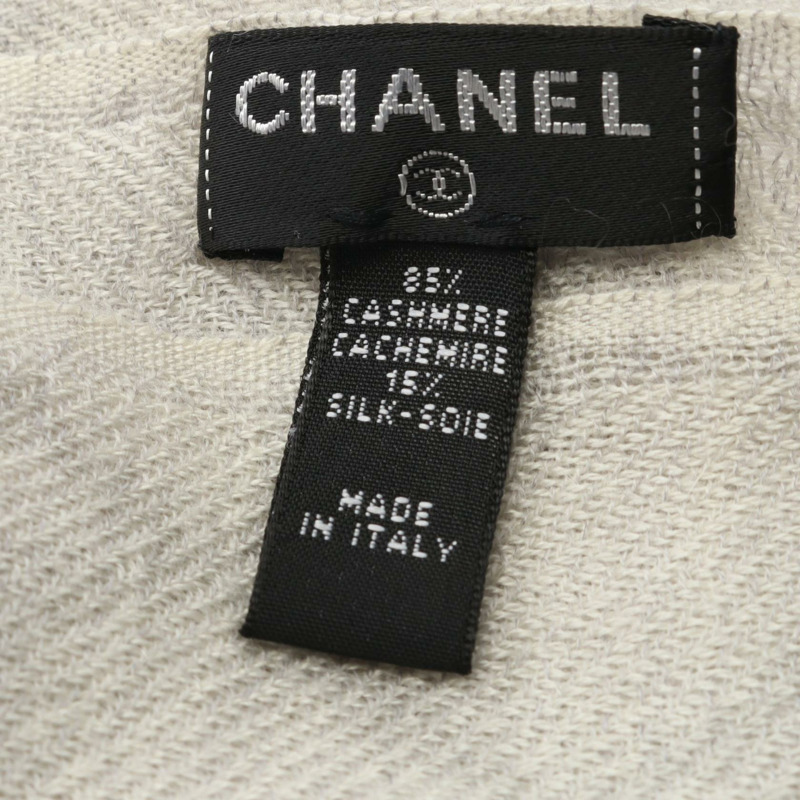 CHANEL
85%
CASHMERE
CACHEMIRE
15%
SILK-SOIE
MADE
IN ITALY